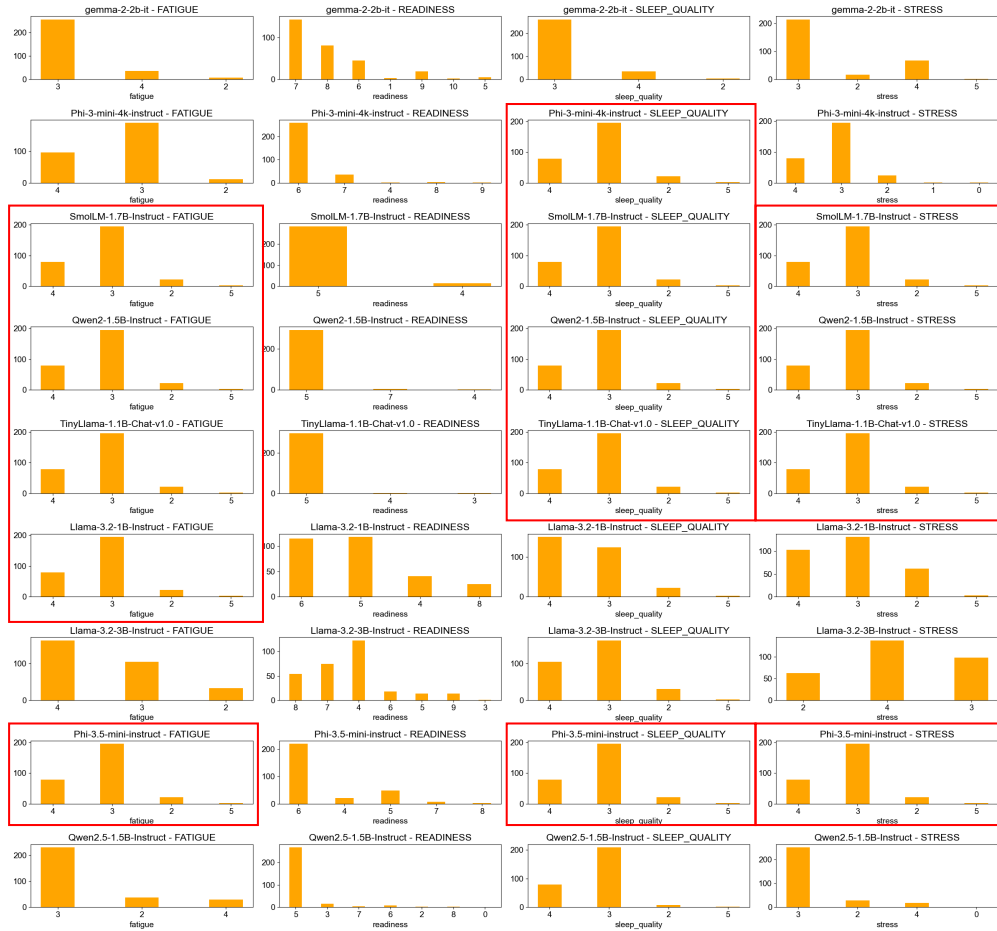 gemma-2-2b-it - FATIGUE
200
100
0
3 4 2
fatigue
gemma-2-2b-it - READINESS
100
0
7 8 6 1 9 10 5
readiness
gemma-2-2b-it - SLEEP_QUALITY
200
100
0
3 4 2
sleep_quality
gemma-2-2b-it - STRESS
200
100
0
3 2 4 5
stress
Phi-3-mini-4k-instruct - FATIGUE
100
0
4 3 2
fatigue
Phi-3-mini-4k-instruct - READINESS
200
100
0
6 7 4 8 9
readiness
Phi-3-mini-4k-instruct - SLEEP_QUALITY
200
100
0
4 3 2 5
sleep_quality
Phi-3-mini-4k-instruct - STRESS
200
100
0
4 3 2 1 0
stress
SmolLM-1.7B-Instruct - FATIGUE
200
100
0
4 3 2 5
fatigue
SmolLM-1.7B-Instruct - READINESS
200
100
0
5 4
readiness
SmolLM-1.7B-Instruct - SLEEP_QUALITY
200
100
0
4 3 2 5
sleep_quality
SmolLM-1.7B-Instruct - STRESS
200
100
0
4 3 2 5
stress
Qwen2-1.5B-Instruct - FATIGUE
200
100
0
4 3 2 5
fatigue
Qwen2-1.5B-Instruct - READINESS
200
0
5 7 4
readiness
Qwen2-1.5B-Instruct - SLEEP_QUALITY
200
100
0
4 3 2 5
sleep_quality
Qwen2-1.5B-Instruct - STRESS
200
100
0
4 3 2 5
stress
TinyLlama-1.1B-Chat-v1.0 - FATIGUE
200
100
0
4 3 2 5
fatigue
TinyLlama-1.1B-Chat-v1.0 - READINESS
200
0
5 4 3
readiness
TinyLlama-1.1B-Chat-v1.0 - SLEEP_QUALITY
200
100
0
4 3 2 5
sleep_quality
TinyLlama-1.1B-Chat-v1.0 - STRESS
200
100
0
4 3 2 5
stress
Llama-3.2-1B-Instruct - FATIGUE
200
100
0
4 3 2 5
fatigue
Llama-3.2-1B-Instruct - READINESS
100
50
0
6 5 4 8
readiness
Llama-3.2-1B-Instruct - SLEEP_QUALITY
100
0
4 3 2 5
sleep_quality
Llama-3.2-1B-Instruct - STRESS
100
50
0
4 3 2 5
stress
Llama-3.2-3B-Instruct - FATIGUE
100
0
4 3 2
fatigue
Llama-3.2-3B-Instruct - READINESS
100
50
0
8 7 4 6 5 9 3
readiness
Llama-3.2-3B-Instruct - SLEEP_QUALITY
100
0
4 3 2 5
sleep_quality
Llama-3.2-3B-Instruct - STRESS
100
50
0
2 4 3
stress
Phi-3.5-mini-instruct - FATIGUE
200
100
0
4 3 2 5
fatigue
Phi-3.5-mini-instruct - READINESS
200
100
0
6 4 5 7 8
readiness
Phi-3.5-mini-instruct - SLEEP_QUALITY
200
100
0
4 3 2 5
sleep_quality
Phi-3.5-mini-instruct - STRESS
200
100
0
4 3 2 5
stress
Qwen2.5-1.5B-Instruct - FATIGUE
200
100
0
3 2 4
fatigue
Qwen2.5-1.5B-Instruct - READINESS
200
0
5 3 7 6 2 8 0
readiness
Qwen2.5-1.5B-Instruct - SLEEP_QUALITY
200
100
0
4 3 2 5
sleep_quality
Qwen2.5-1.5B-Instruct - STRESS
200
100
0
3 2 4 0
stress